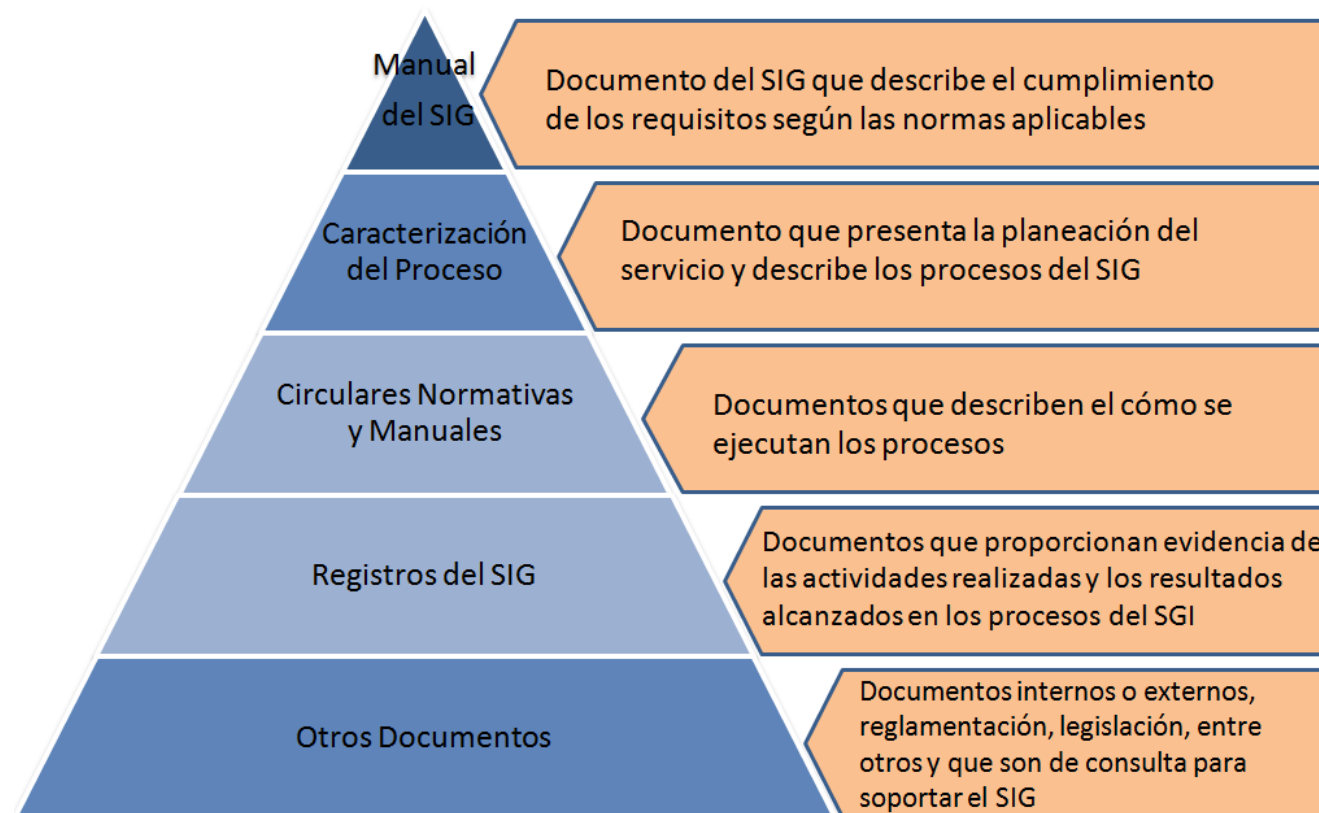 Manual
del SIG
Documento del SIG que describe el cumplimiento
de los requisitos según las normas aplicables
Caracterización
del Proceso
Documento que presenta la planeación del
servicio y describe los procesos del SIG
Circulares Normativas
y Manuales
Documentos que describen el cómo se
ejecutan los procesos
Registros del SIG
Documentos que proporcionan evidencia de
las actividades realizadas y los resultados
alcanzados en los procesos del SGI
Otros Documentos
Documentos internos o externos,
reglamentación, legislación, entre
otros y que son de consulta para
soportar el SIG